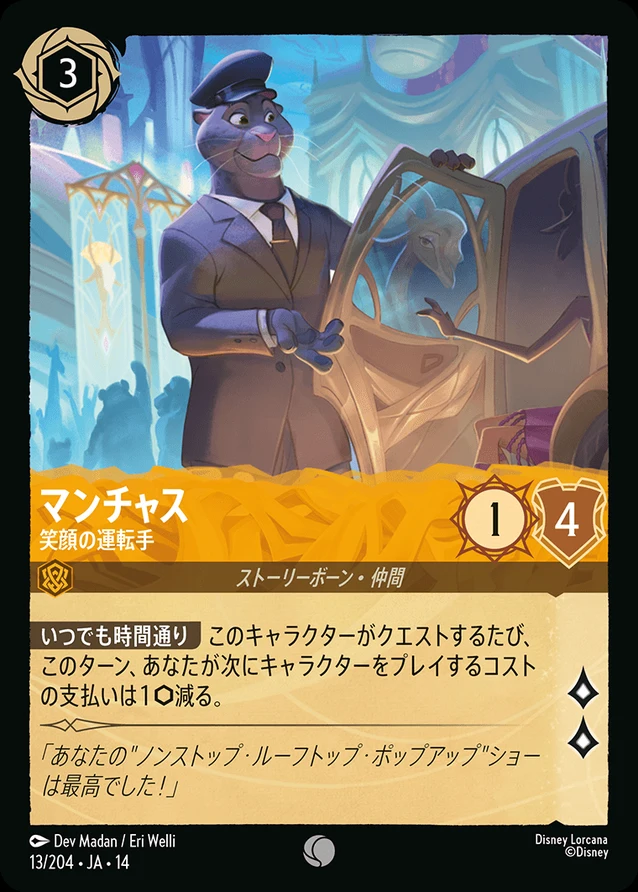 3
マンチャス
笑顔の運転手
1
4
ストーリーボーン・仲間
いつでも時間通り このキャラクターがクエストするたび、
このターン、あなたが次にキャラクターをプレイするコスト
の支払いは1⬡減る。
「あなたの"ノンストップ・ルーフトップ・ポップアップ"ショー
は最高でした!」
Dev Madan / Eri Welli
13/204 • JA • 14
Disney Lorcana
©Disney